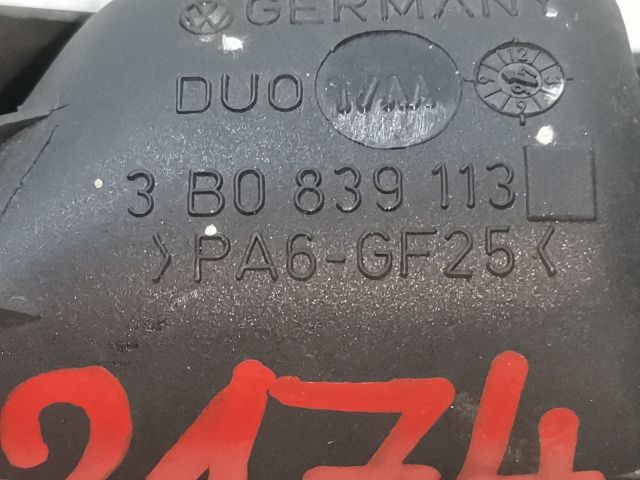 GERMANY
DUO
3 B0 839 113
>PA6-GF25<
2174